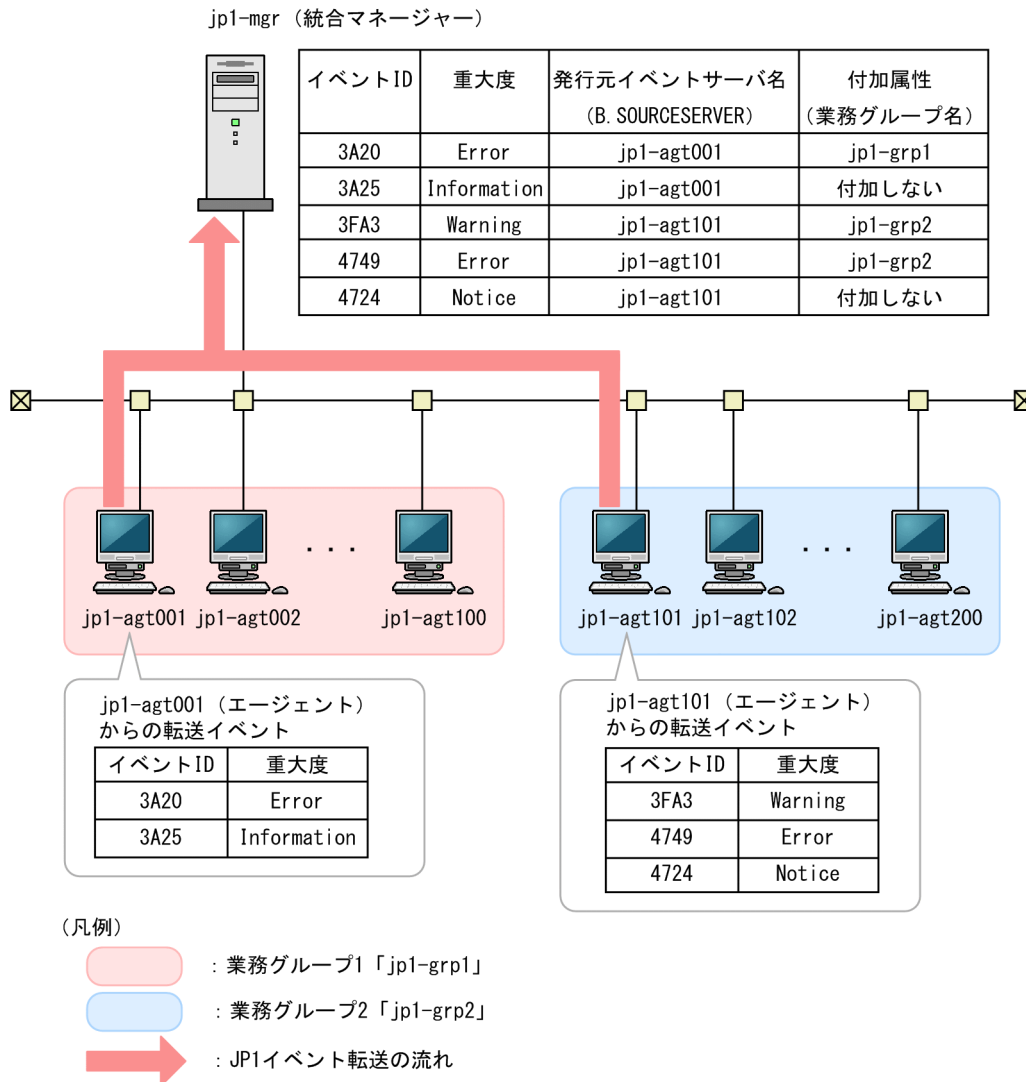 jp1-mgr（統合マネージャー）
イベントID 重大度 発行元イベントサーバ名 付加属性
(B.SOURCESERVER) (業務グループ名)
3A20 Error jp1-agt001 jp1-grp1
3A25 Information jp1-agt001 付加しない
3FA3 Warning jp1-agt101 jp1-grp2
4749 Error jp1-agt101 jp1-grp2
4724 Notice jp1-agt101 付加しない
jp1-agt001 jp1-agt002 ・・・ jp1-agt100
jp1-agt101 jp1-agt102 ・・・ jp1-agt200
jp1-agt001（エージェント）
からの転送イベント
イベントID 重大度
3A20 Error
3A25 Information
jp1-agt101（エージェント）
からの転送イベント
イベントID 重大度
3FA3 Warning
4749 Error
4724 Notice
（凡例）
：業務グループ1「jp1-grp1」
：業務グループ2「jp1-grp2」
：JP1イベント転送の流れ